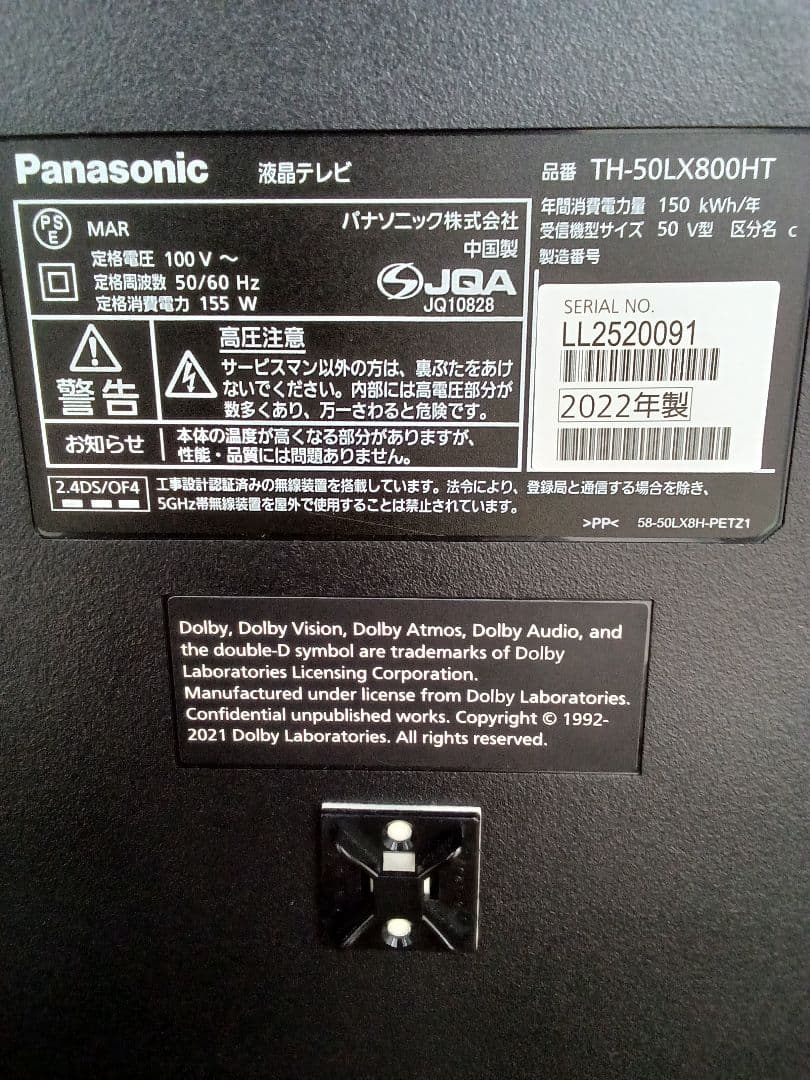 Panasonic 液晶テレビ
品番 TH-50LX800HT
年間消費電力量 150 kWh/年
受信機型サイズ 50 V型 区分名 c
製造番号
PS
E
MAR
パナソニック株式会社
中国製
定格電圧 100 V ～
定格周波数 50/60 Hz
定格消費電力 155 W
JQA
JQ10828
SERIAL NO.
LL2520091
2022年製
警告
高圧注意
サービスマン以外の方は、裏ぶたをあけ
ないでください。内部には高電圧部分が
数多くあり、万一さわると危険です。
お知らせ
本体の温度が高くなる部分がありますが、
性能・品質には問題ありません。
2.4DS/OF4
工事設計認証済みの無線装置を搭載しています。法令により、登録局と通信する場合を除き、
5GHz帯無線装置を屋外で使用することは禁止されています。
>PP< 58-50LX8H-PETZ1
Dolby, Dolby Vision, Dolby Atmos, Dolby Audio, and
the double-D symbol are trademarks of Dolby
Laboratories Licensing Corporation.
Manufactured under license from Dolby Laboratories.
Confidential unpublished works. Copyright © 1992-
2021 Dolby Laboratories. All rights reserved.